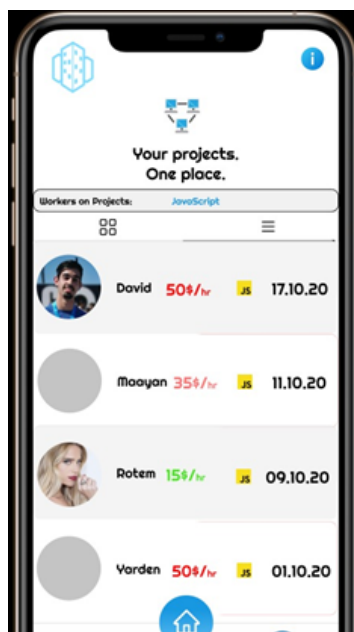 i
Your projects.
One place.
Workers on Projects: JavaScript
David 50$/hr JS 17.10.20
Maayan 35$/hr JS 11.10.20
Rotem 15$/hr JS 09.10.20
Yarden 50$/hr JS 01.10.20